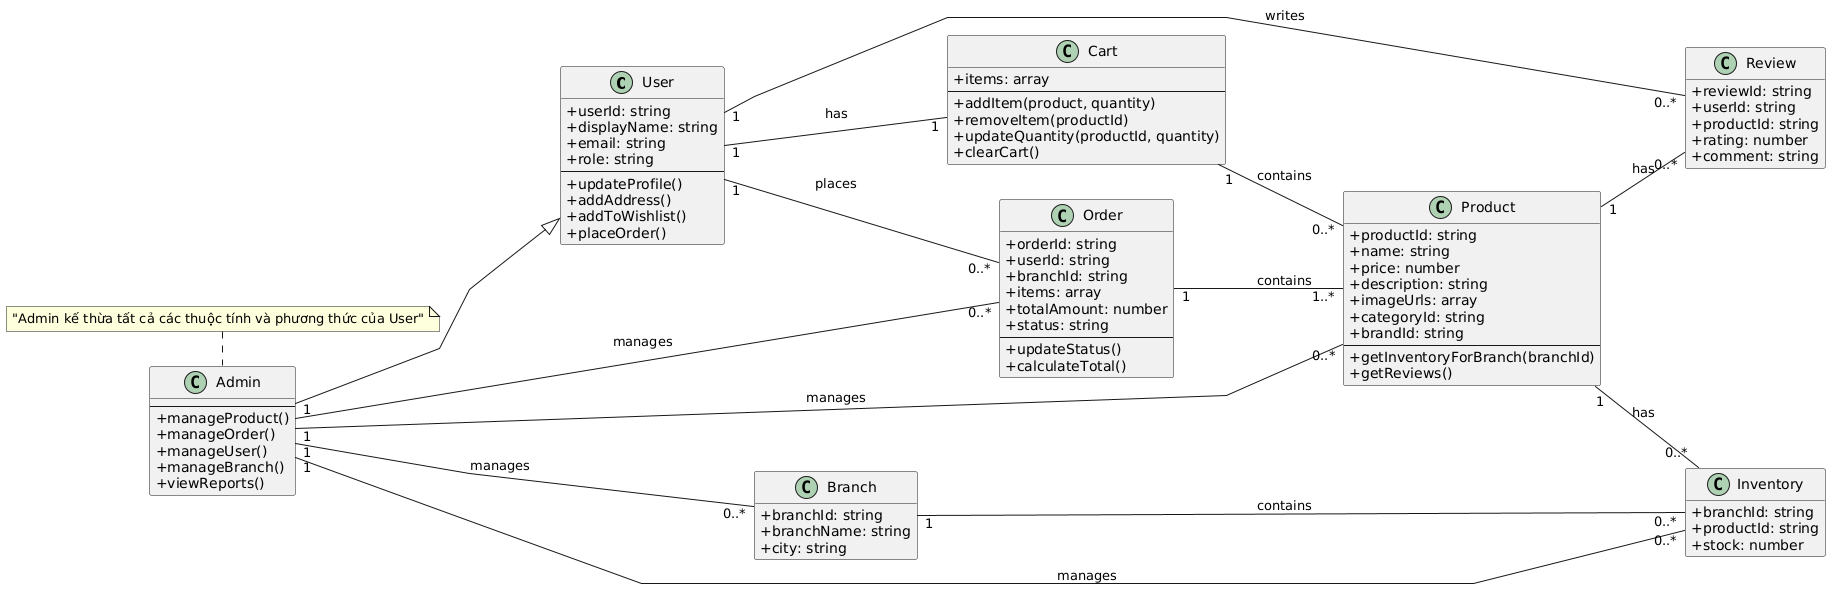 writes
C Cart
+items: array
+addItem(product, quantity)
+removeItem(productId)
+updateQuantity(productId, quantity)
+clearCart()
C Review
+reviewId: string
+userId: string
+productId: string
+rating: number
+comment: string
C User
+userId: string
+displayName: string
+email: string
+role: string
+updateProfile()
+addAddress()
+addToWishlist()
+placeOrder()
1
has
1
0..*
1
places
1
0..*
contains
1
0..*
has
0..*
1
C Order
+orderId: string
+userId: string
+branchId: string
+items: array
+totalAmount: number
+status: string
+updateStatus()
+calculateTotal()
C Product
+productId: string
+name: string
+price: number
+description: string
+imageUrls: array
+categoryId: string
+brandId: string
+getInventoryForBranch(branchId)
+getReviews()
contains
1
1..*
"Admin kế thừa tất cả các thuộc tính và phương thức của User"
C Admin
+manageProduct()
+manageOrder()
+manageUser()
+manageBranch()
+viewReports()
manages
1
0..*
manages
1
0..*
manages
1
0..*
1
has
1
0..*
C Branch
+branchId: string
+branchName: string
+city: string
contains
1
0..*
C Inventory
+branchId: string
+productId: string
+stock: number
0..*
manages